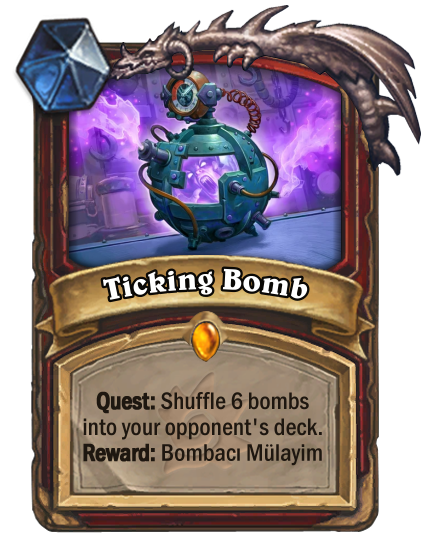 Ticking Bomb
Quest: Shuffle 6 bombs
into your opponent's deck.
Reward: Bombacı Mülayim